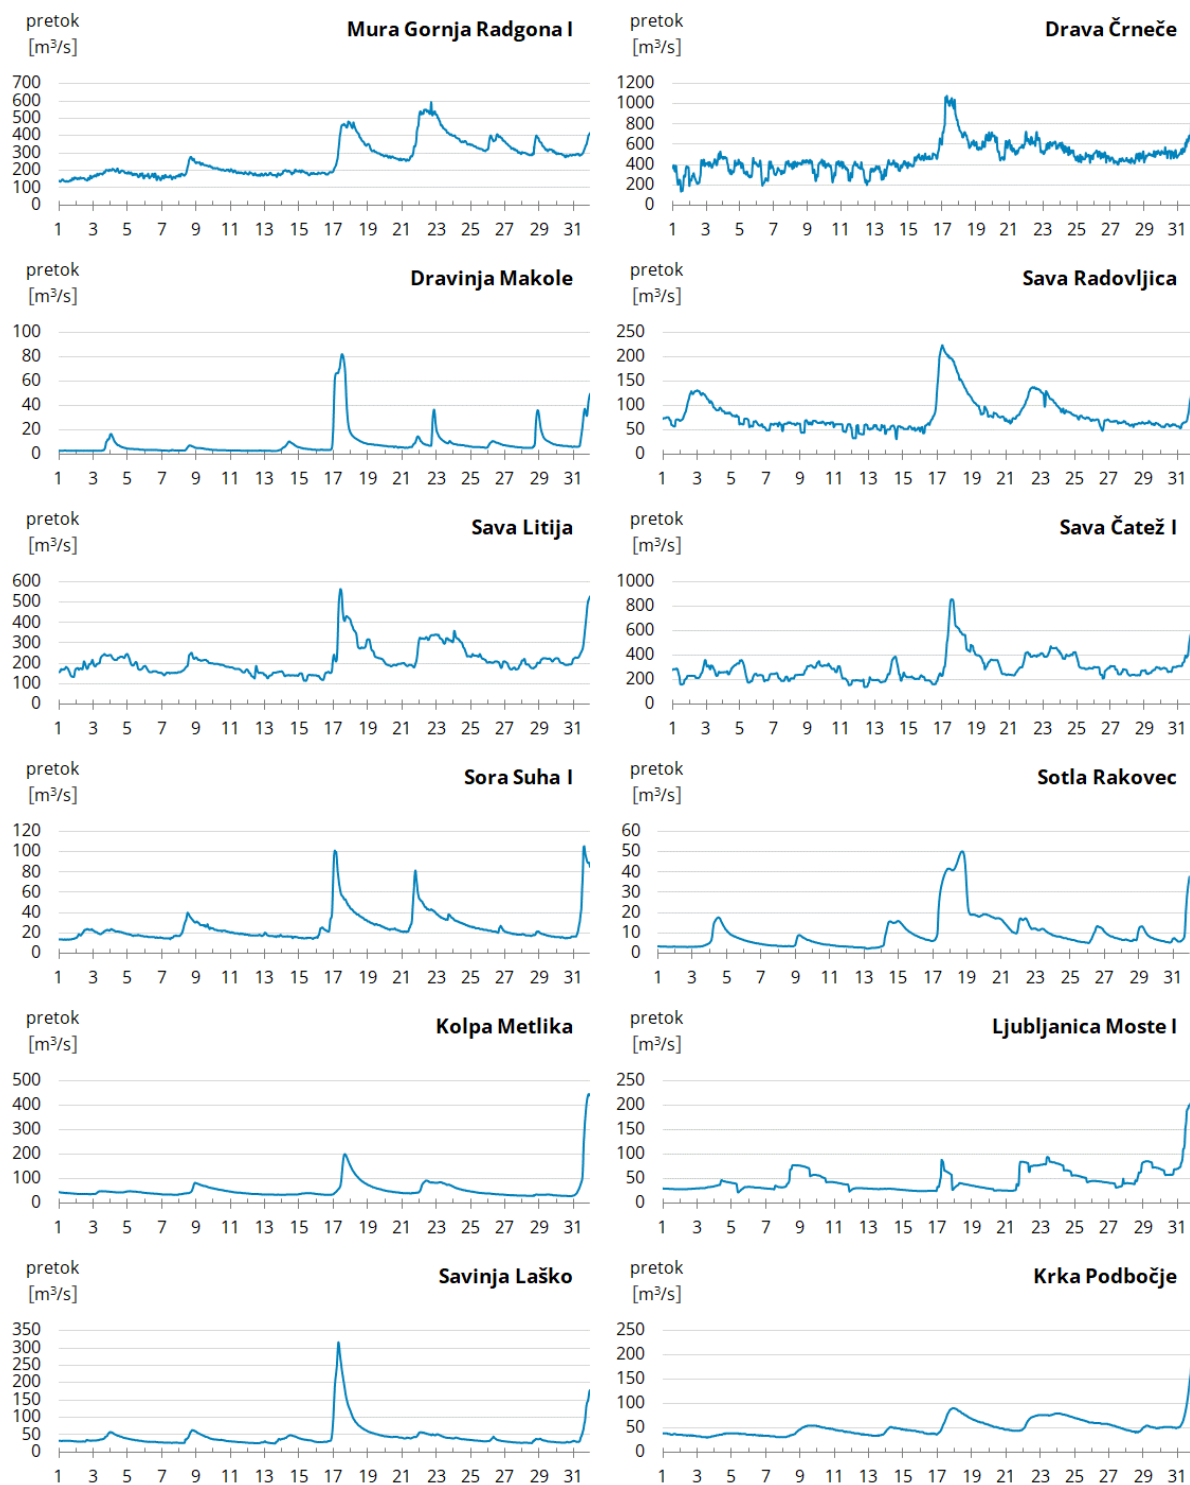 pretok
[m³/s]
Mura Gornja Radgona I
700
600
500
400
300
200
100
0
1 3 5 7 9 11 13 15 17 19 21 23 25 27 29 31
pretok
[m³/s]
Drava Črneče
1200
1000
800
600
400
200
0
1 3 5 7 9 11 13 15 17 19 21 23 25 27 29 31
pretok
[m³/s]
Dravinja Makole
100
80
60
40
20
0
1 3 5 7 9 11 13 15 17 19 21 23 25 27 29 31
pretok
[m³/s]
Sava Radovljica
250
200
150
100
50
0
1 3 5 7 9 11 13 15 17 19 21 23 25 27 29 31
pretok
[m³/s]
Sava Litija
600
500
400
300
200
100
0
1 3 5 7 9 11 13 15 17 19 21 23 25 27 29 31
pretok
[m³/s]
Sava Čatež I
1000
800
600
400
200
0
1 3 5 7 9 11 13 15 17 19 21 23 25 27 29 31
pretok
[m³/s]
Sora Suha I
120
100
80
60
40
20
0
1 3 5 7 9 11 13 15 17 19 21 23 25 27 29 31
pretok
[m³/s]
Sotla Rakovec
60
50
40
30
20
10
0
1 3 5 7 9 11 13 15 17 19 21 23 25 27 29 31
pretok
[m³/s]
Kolpa Metlika
500
400
300
200
100
0
1 3 5 7 9 11 13 15 17 19 21 23 25 27 29 31
pretok
[m³/s]
Ljubljanica Moste I
250
200
150
100
50
0
1 3 5 7 9 11 13 15 17 19 21 23 25 27 29 31
pretok
[m³/s]
Savinja Laško
350
300
250
200
150
100
50
0
1 3 5 7 9 11 13 15 17 19 21 23 25 27 29 31
pretok
[m³/s]
Krka Podbočje
250
200
150
100
50
0
1 3 5 7 9 11 13 15 17 19 21 23 25 27 29 31